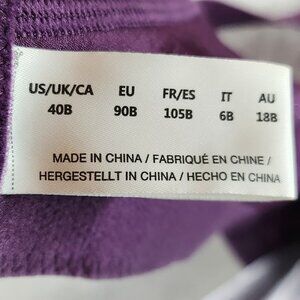 US/UK/CA EU FR/ES IT AU
40B 90B 105B 6B 18B
MADE IN CHINA / FABRIQUÉ EN CHINE /
HERGESTELLT IN CHINA / HECHO EN CHINA